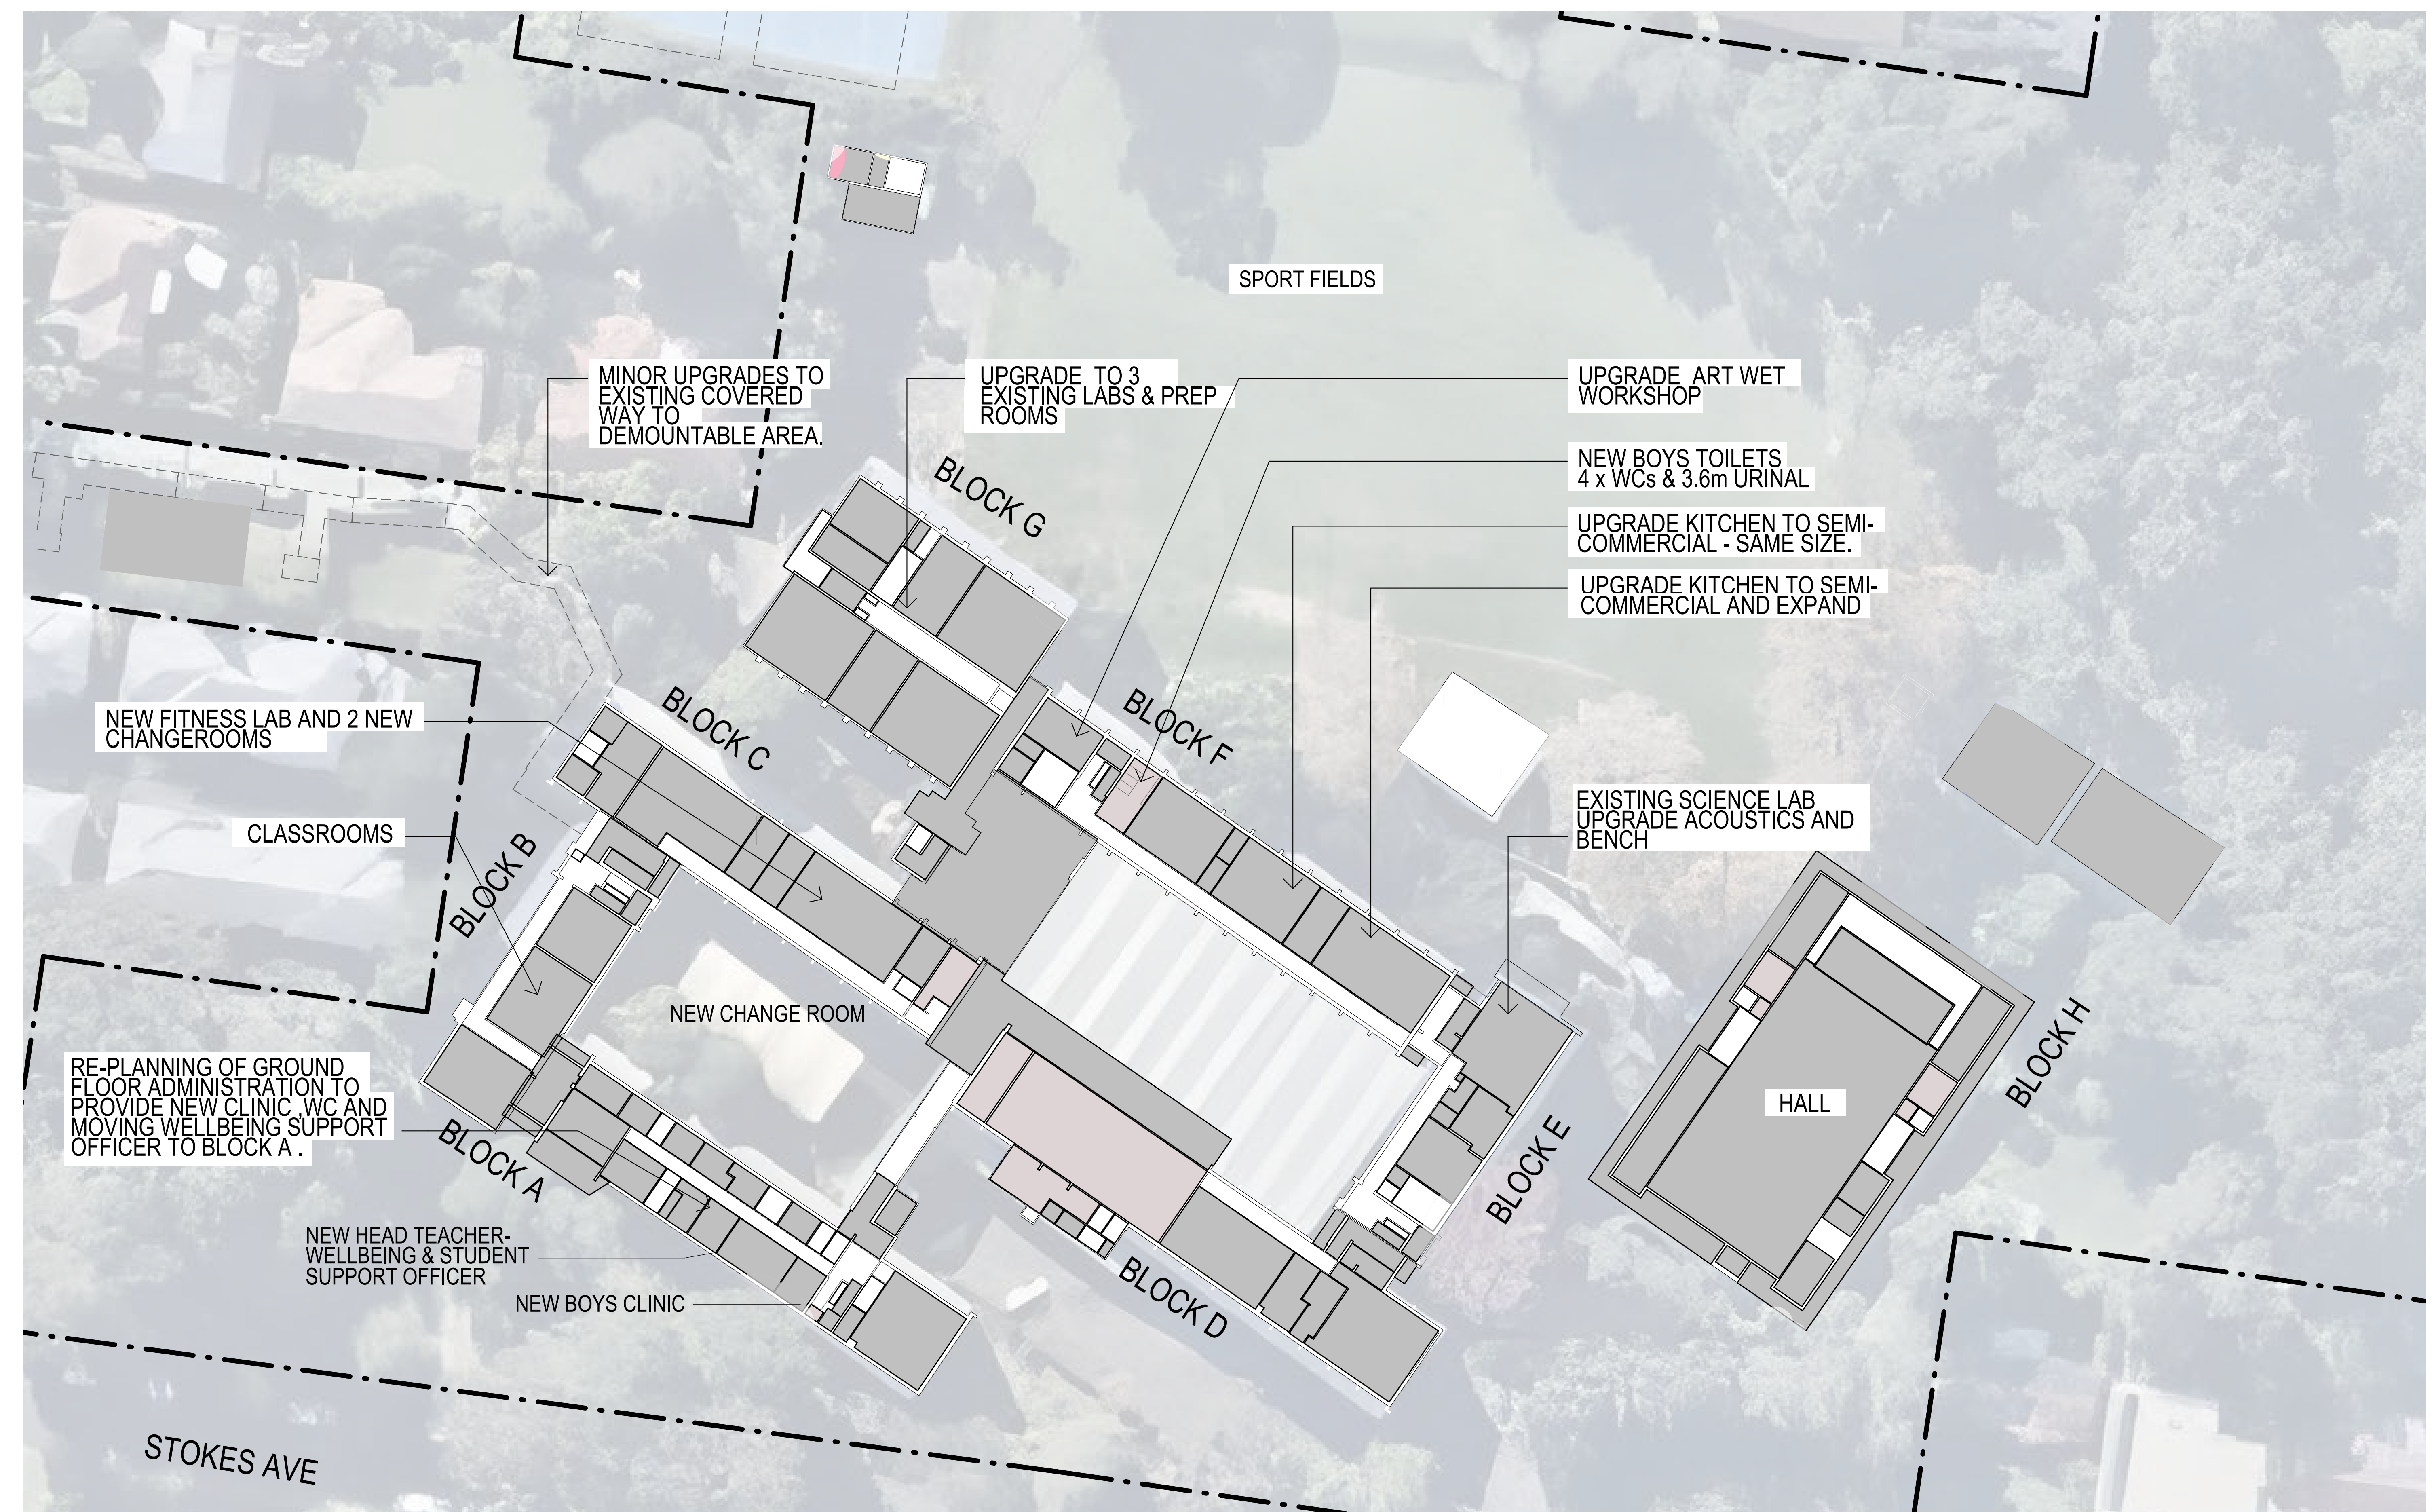 SPORT FIELDS
MINOR UPGRADES TO
EXISTING COVERED
WAY TO
DEMOUNTABLE AREA.
UPGRADE TO 3
EXISTING LABS & PREP
ROOMS
UPGRADE ART WET
WORKSHOP
NEW BOYS TOILETS
4 x WCs & 3.6m URINAL
UPGRADE KITCHEN TO SEMI-
COMMERCIAL - SAME SIZE.
UPGRADE KITCHEN TO SEMI-
COMMERCIAL AND EXPAND
BLOCK G
BLOCK C
BLOCK F
NEW FITNESS LAB AND 2 NEW
CHANGEROOMS
CLASSROOMS
BLOCK B
EXISTING SCIENCE LAB
UPGRADE ACOUSTICS AND
BENCH
NEW CHANGE ROOM
RE-PLANNING OF GROUND
FLOOR ADMINISTRATION TO
PROVIDE NEW CLINIC ,WC AND
MOVING WELLBEING SUPPORT
OFFICER TO BLOCK A .
HALL
BLOCK H
BLOCK A
BLOCK E
NEW HEAD TEACHER-
WELLBEING & STUDENT
SUPPORT OFFICER
NEW BOYS CLINIC
BLOCK D
STOKES AVE